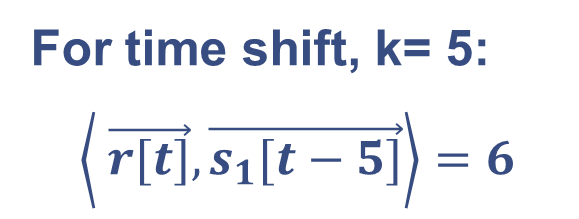 For time shift, k= 5:
⟨ r[t], s₁[t − 5] ⟩ = 6